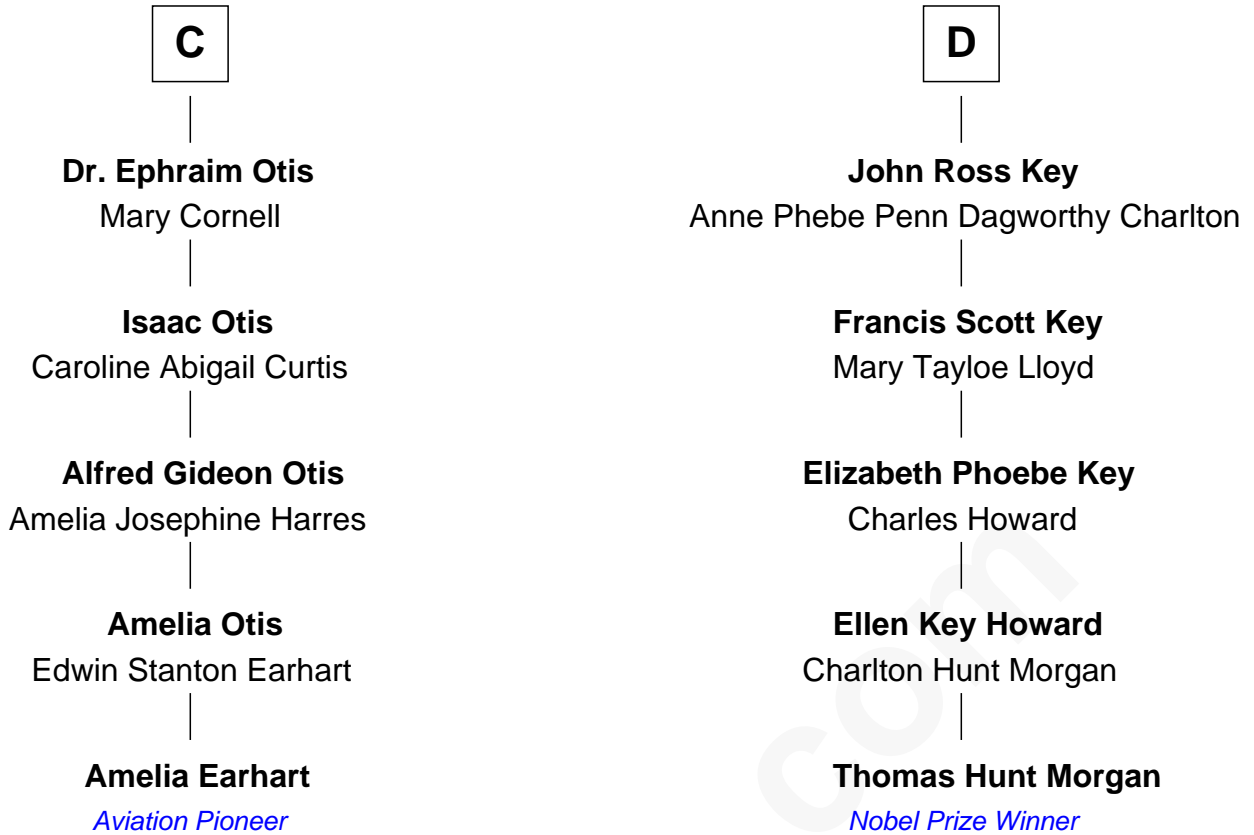 C
Dr. Ephraim Otis
Mary Cornell
Isaac Otis
Caroline Abigail Curtis
Alfred Gideon Otis
Amelia Josephine Harres
Amelia Otis
Edwin Stanton Earhart
Amelia Earhart
Aviation Pioneer
D
John Ross Key
Anne Phebe Penn Dagworthy Charlton
Francis Scott Key
Mary Tayloe Lloyd
Elizabeth Phoebe Key
Charles Howard
Ellen Key Howard
Charlton Hunt Morgan
Thomas Hunt Morgan
Nobel Prize Winner
com